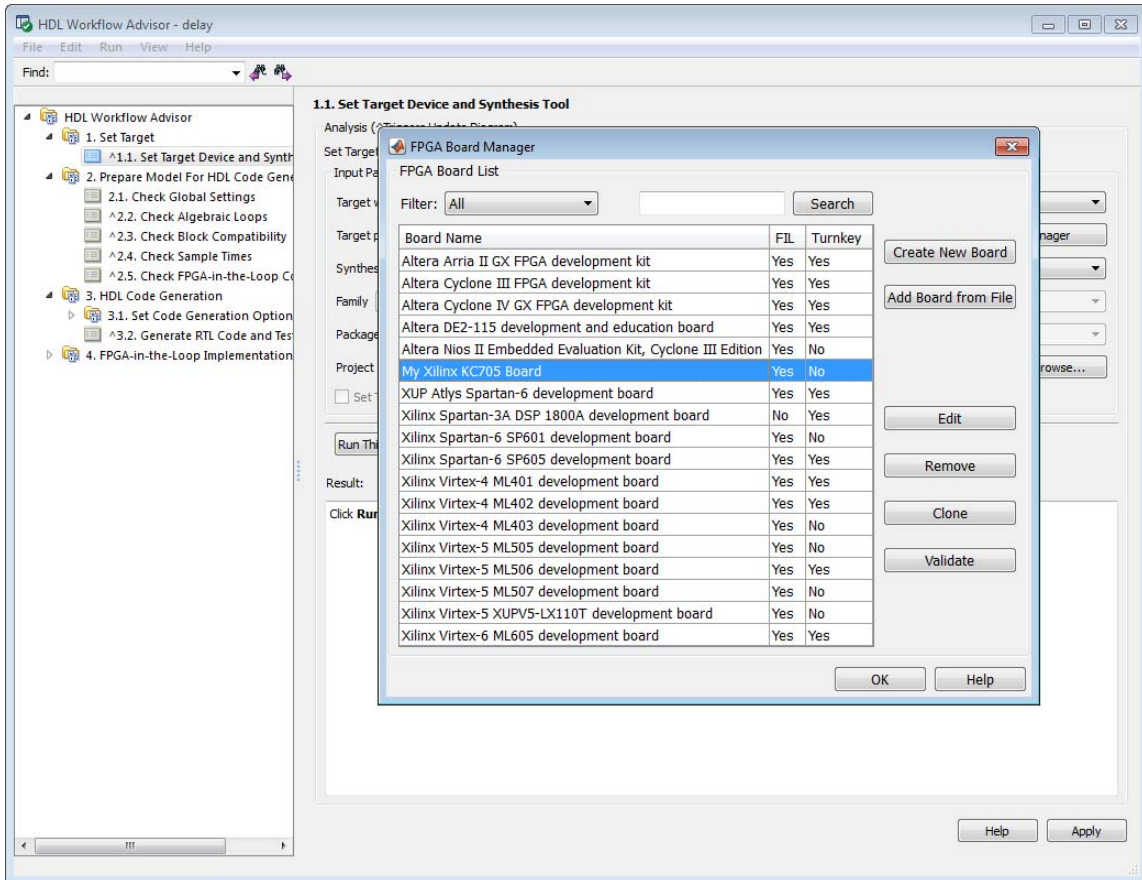 HDL Workflow Advisor - delay
File Edit Run View Help
Find:
HDL Workflow Advisor
1. Set Target
^1.1. Set Target Device and Synth
2. Prepare Model For HDL Code Gene
2.1. Check Global Settings
^2.2. Check Algebraic Loops
^2.3. Check Block Compatibility
^2.4. Check Sample Times
^2.5. Check FPGA-in-the-Loop Co
3. HDL Code Generation
3.1. Set Code Generation Option
^3.2. Generate RTL Code and Tes
4. FPGA-in-the-Loop Implementation
1.1. Set Target Device and Synthesis Tool
Analysis (^Triggers Update Diagram)
Set Target
Input Pa
Target w
Target p
nager
Synthes
Family
Package
Project
rowse...
Set T
Run Thi
Result:
Click Run
FPGA Board Manager
FPGA Board List
Filter: All Search
Board Name FIL Turnkey
Altera Arria II GX FPGA development kit Yes Yes
Altera Cyclone III FPGA development kit Yes Yes
Altera Cyclone IV GX FPGA development kit Yes Yes
Altera DE2-115 development and education board Yes Yes
Altera Nios II Embedded Evaluation Kit, Cyclone III Edition Yes No
My Xilinx KC705 Board Yes No
XUP Atlys Spartan-6 development board Yes Yes
Xilinx Spartan-3A DSP 1800A development board No Yes
Xilinx Spartan-6 SP601 development board Yes No
Xilinx Spartan-6 SP605 development board Yes Yes
Xilinx Virtex-4 ML401 development board Yes Yes
Xilinx Virtex-4 ML402 development board Yes Yes
Xilinx Virtex-4 ML403 development board Yes No
Xilinx Virtex-5 ML505 development board Yes No
Xilinx Virtex-5 ML506 development board Yes Yes
Xilinx Virtex-5 ML507 development board Yes No
Xilinx Virtex-5 XUPV5-LX110T development board Yes No
Xilinx Virtex-6 ML605 development board Yes Yes
Create New Board
Add Board from File
Edit
Remove
Clone
Validate
OK Help
Help Apply